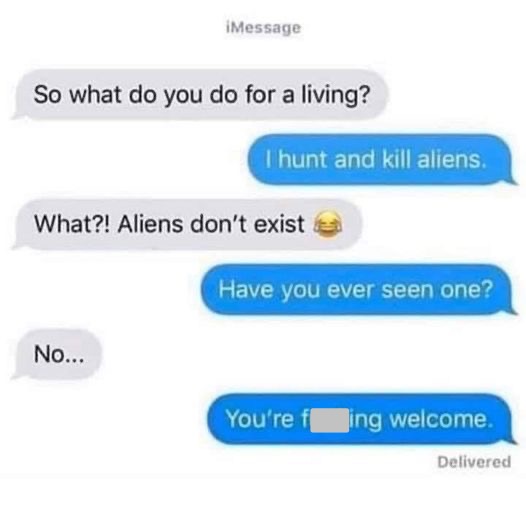 iMessage
So what do you do for a living?
I hunt and kill aliens.
What?! Aliens don't exist 😂
Have you ever seen one?
No...
You're f ing welcome.
Delivered